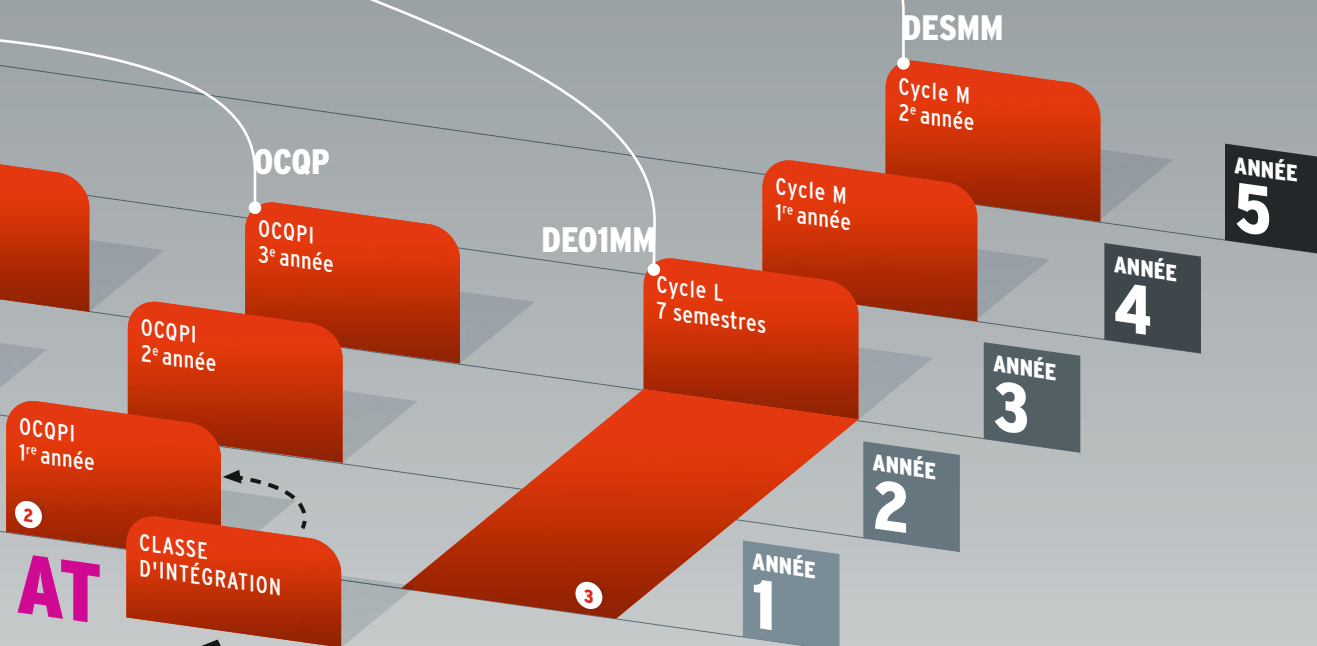 DESMM
Cycle M
2e année
ANNÉE
5
OCQP
OCQPI
3e année
Cycle M
1re année
DE01MM
Cycle L
7 semestres
ANNÉE
4
OCQPI
2e année
ANNÉE
3
OCQPI
1re année
2
ANNÉE
2
CLASSE
D'INTÉGRATION
AT
3
ANNÉE
1